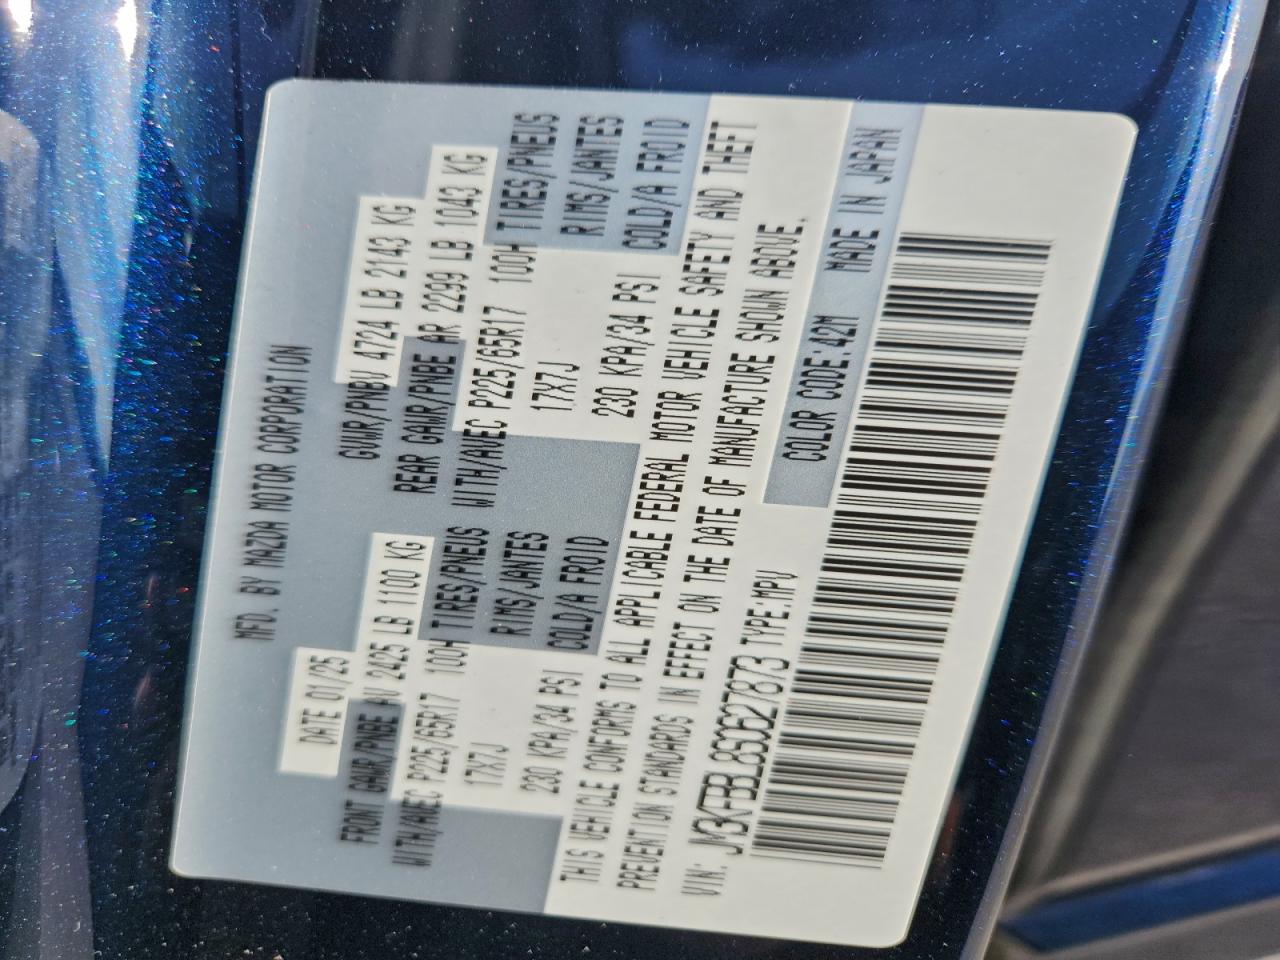 MFD. BY MAZDA MOTOR CORPORATION
DATE 01/25 GVWR/PNBV 4724 LB 2143 KG
FRONT GAWR/PNBE AV 2425 LB 1100 KG REAR GAWR/PNBE AR 2299 LB 1043 KG
WITH/AVEC P225/65R17 100H TIRES/PNEUS WITH/AVEC P225/65R17 100H TIRES/PNEUS
17X7J RIMS/JANTES 17X7J RIMS/JANTES
230 KPA/34 PSI COLD/A FROID 230 KPA/34 PSI COLD/A FROID
THIS VEHICLE CONFORMS TO ALL APPLICABLE FEDERAL MOTOR VEHICLE SAFETY AND THEFT
PREVENTION STANDARDS IN EFFECT ON THE DATE OF MANUFACTURE SHOWN ABOVE.
VIN: JM3KFBBL8S0627873 TYPE:MPV COLOR CODE:42M MADE IN JAPAN